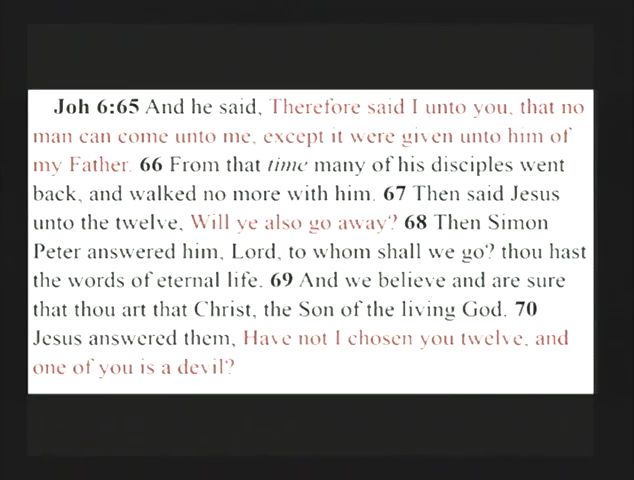 Joh 6:65 And he said, Therefore said I unto you, that no
man can come unto me, except it were given unto him of
my Father. 66 From that time many of his disciples went
back, and walked no more with him. 67 Then said Jesus
unto the twelve, Will ye also go away? 68 Then Simon
Peter answered him, Lord, to whom shall we go? thou hast
the words of eternal life. 69 And we believe and are sure
that thou art that Christ, the Son of the living God. 70
Jesus answered them, Have not I chosen you twelve, and
one of you is a devil?